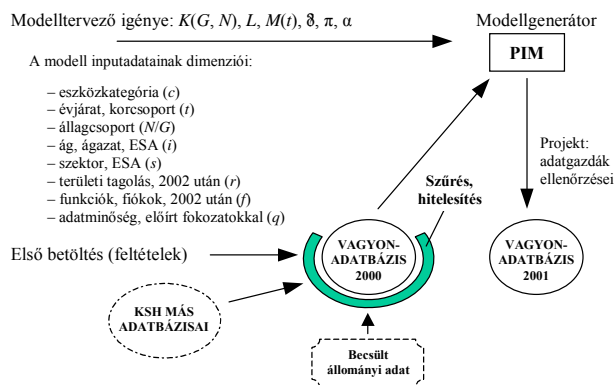 Modelltervező igénye: K(G, N), L, M(t), ϑ, π, α
Modellgenerátor
PIM
A modell inputadatainak dimenziói:
– eszközkategória (c)
– évjárat, korcsoport (t)
– állagcsoport (N/G)
– ág, ágazat, ESA (i)
– szektor, ESA (s)
– területi tagolás, 2002 után (r)
– funkciók, fiókok, 2002 után (f)
– adatminőség, előírt fokozatokkal (q)
Projekt:
adatgazdák
ellenőrzései
Szűrés,
hitelesítés
Első betöltés (feltételek)
VAGYON-
ADATBÁZIS
2000
VAGYON-
ADATBÁZIS
2001
KSH MÁS
ADATBÁZISAI
Becsült
állományi adat